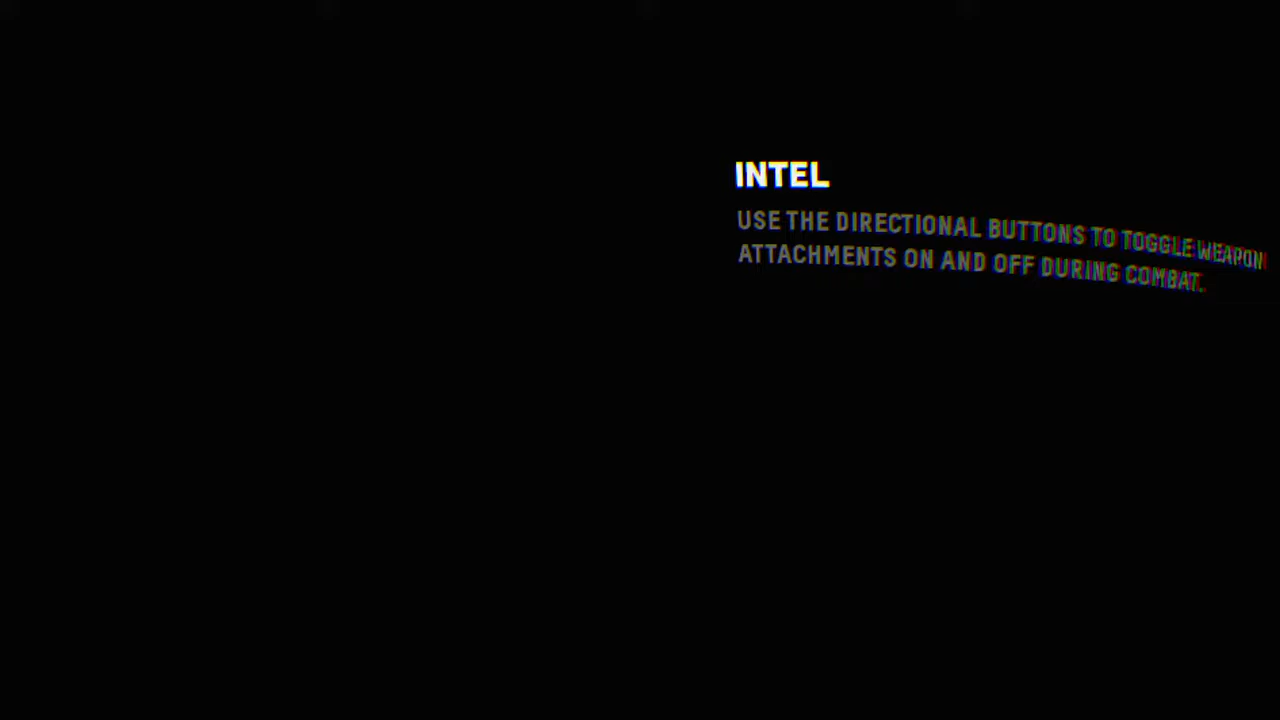 INTEL
USE THE DIRECTIONAL BUTTONS TO TOGGLE WEAPON
ATTACHMENTS ON AND OFF DURING COMBAT.